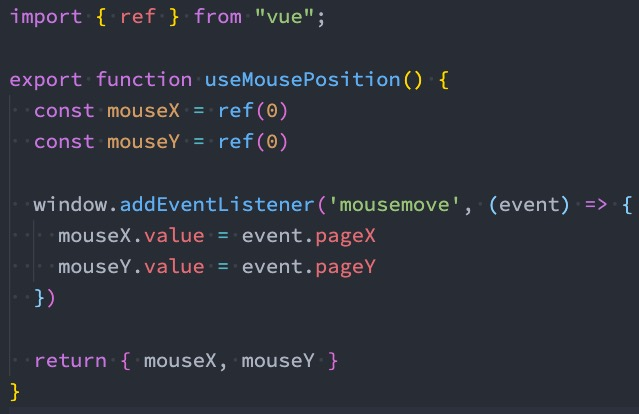 import { ref } from "vue";
export function useMousePosition() {
const mouseX = ref(0)
const mouseY = ref(0)
window.addEventListener('mousemove', (event) => {
mouseX.value = event.pageX
mouseY.value = event.pageY
})
return { mouseX, mouseY }
}